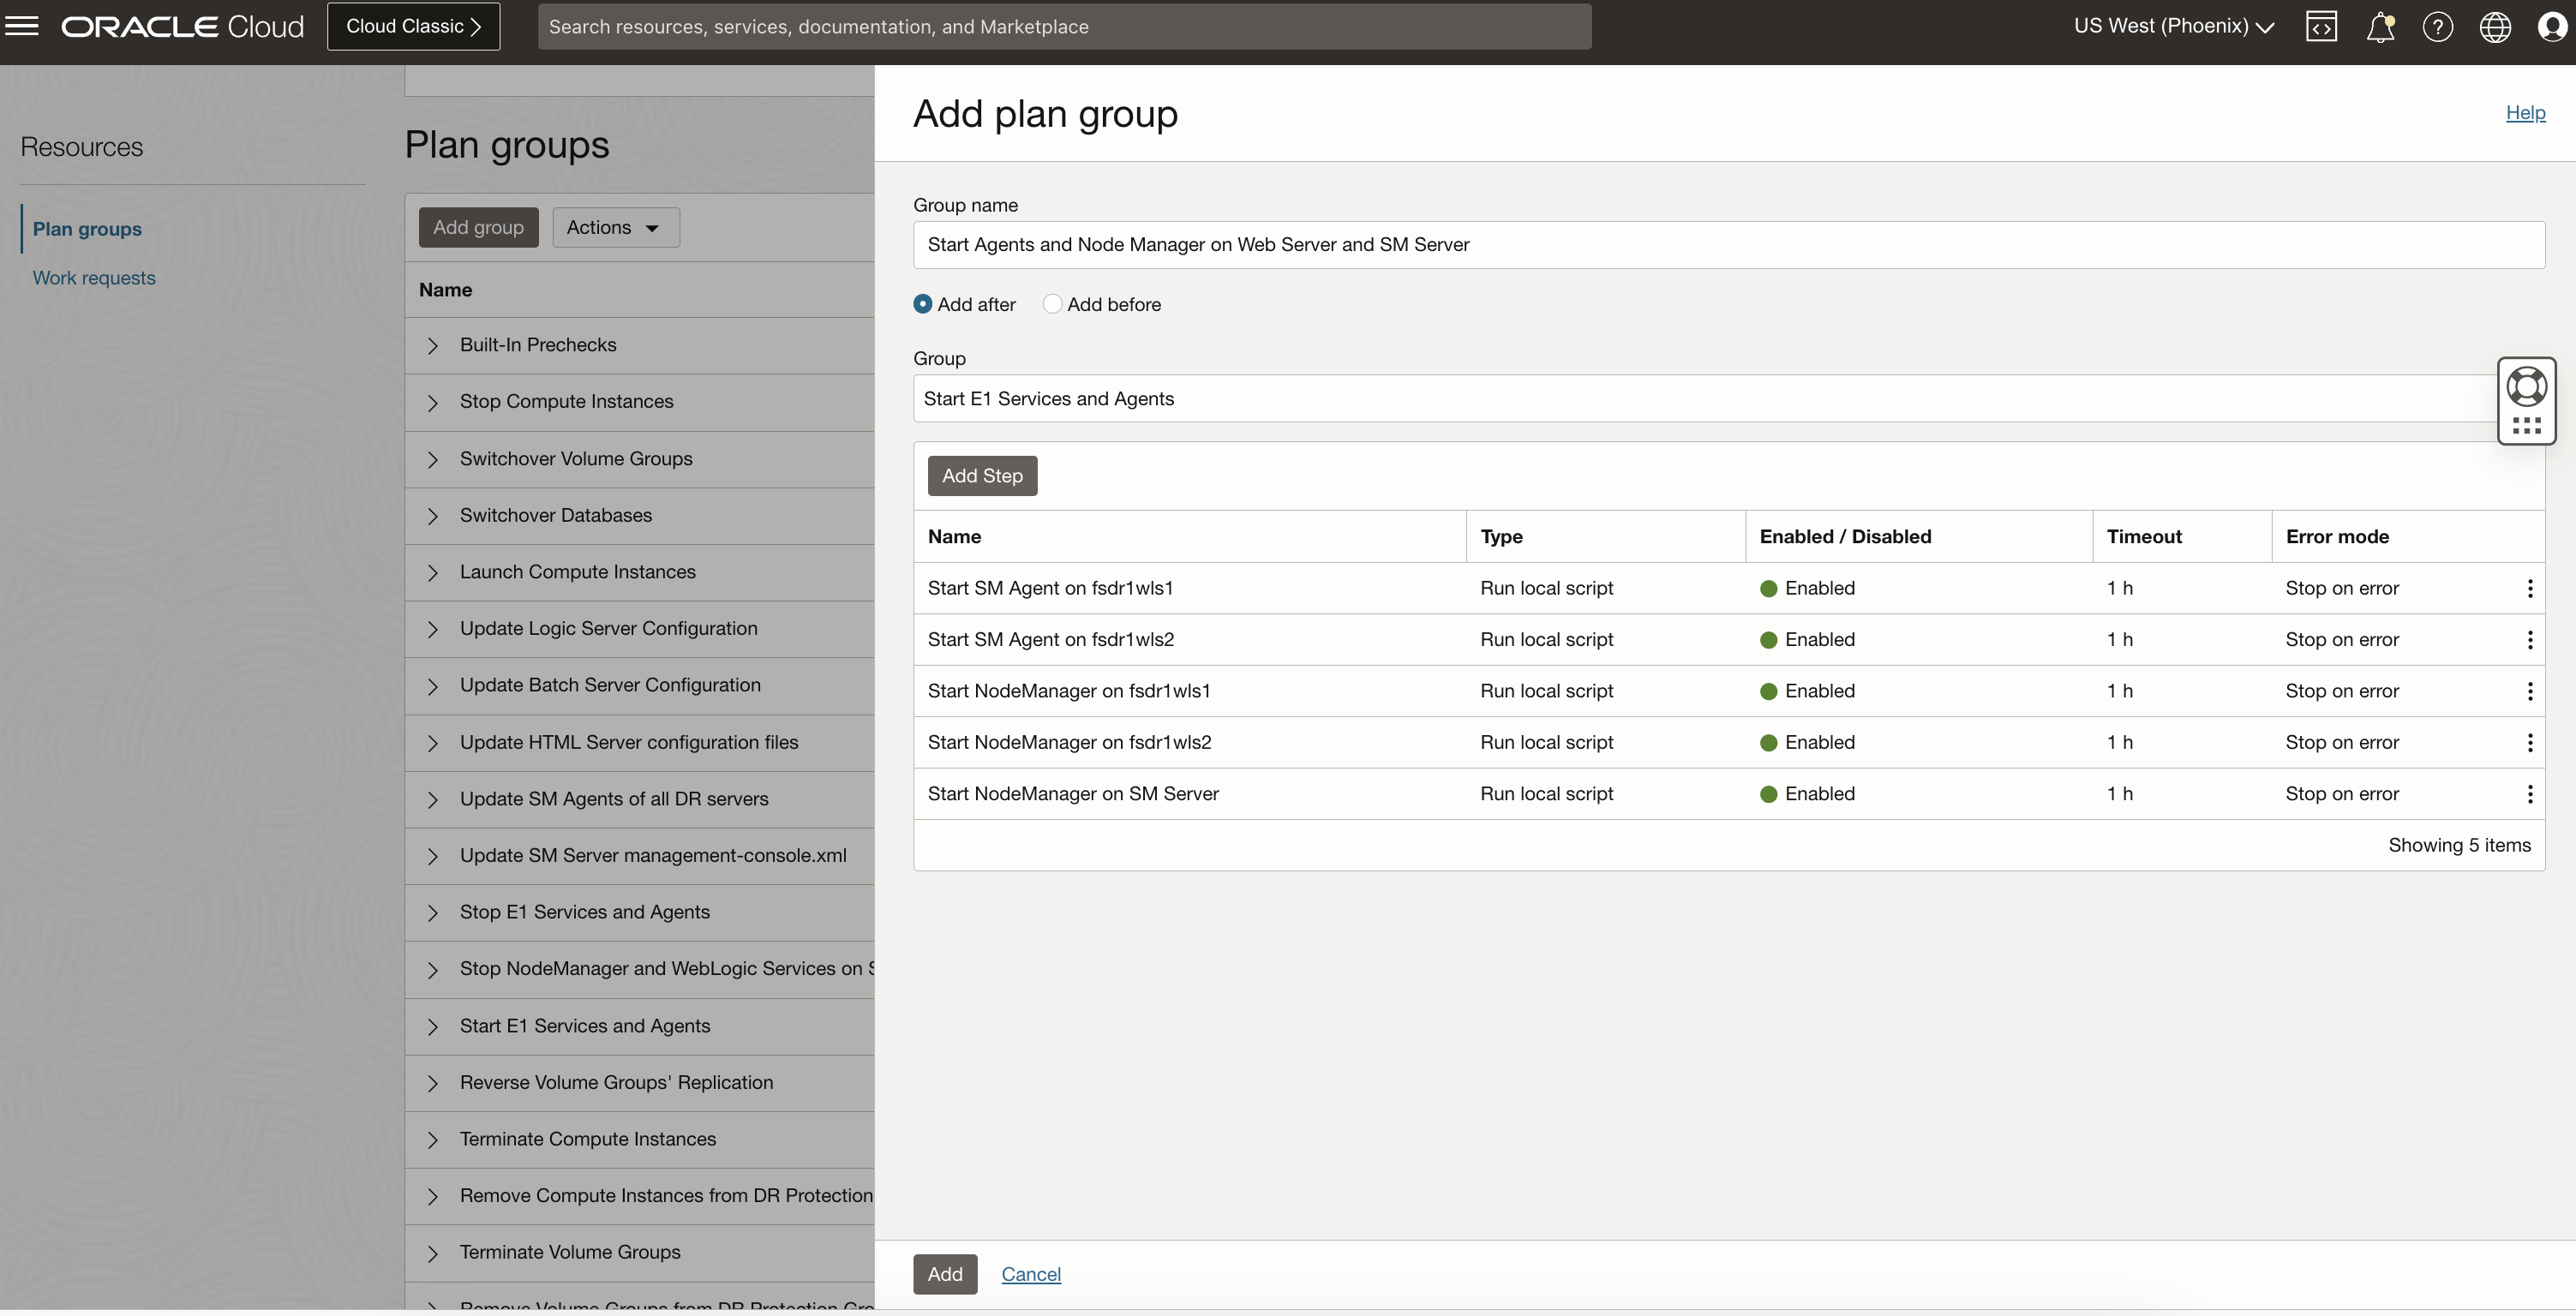 ORACLE Cloud
Cloud Classic
Search resources, services, documentation, and Marketplace
US West (Phoenix)
Resources
Plan groups
Work requests
Plan groups
Add group
Actions
Name
Built-In Prechecks
Stop Compute Instances
Switchover Volume Groups
Switchover Databases
Launch Compute Instances
Update Logic Server Configuration
Update Batch Server Configuration
Update HTML Server configuration files
Update SM Agents of all DR servers
Update SM Server management-console.xml
Stop E1 Services and Agents
Stop NodeManager and WebLogic Services on
Start E1 Services and Agents
Reverse Volume Groups' Replication
Terminate Compute Instances
Remove Compute Instances from DR Protection
Terminate Volume Groups
Remove Volume Groups from DR Protection
Add plan group
Help
Group name
Start Agents and Node Manager on Web Server and SM Server
Add after Add before
Group
Start E1 Services and Agents
Add Step
Name Type Enabled / Disabled Timeout Error mode
Start SM Agent on fsdr1wls1 Run local script Enabled 1 h Stop on error
Start SM Agent on fsdr1wls2 Run local script Enabled 1 h Stop on error
Start NodeManager on fsdr1wls1 Run local script Enabled 1 h Stop on error
Start NodeManager on fsdr1wls2 Run local script Enabled 1 h Stop on error
Start NodeManager on SM Server Run local script Enabled 1 h Stop on error
Showing 5 items
Add Cancel